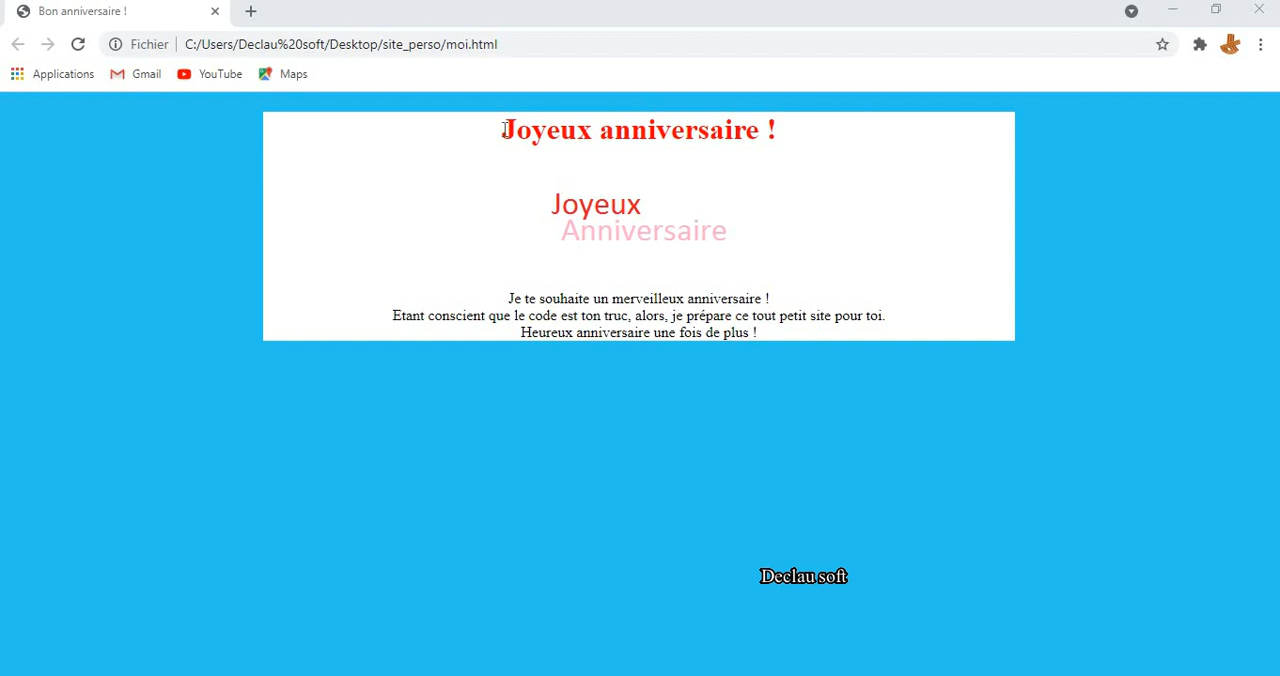 Bon anniversaire !
Fichier C:/Users/Declau%20soft/Desktop/site_perso/moi.html
Applications Gmail YouTube Maps
Joyeux anniversaire !
Joyeux
Anniversaire
Je te souhaite un merveilleux anniversaire !
Etant conscient que le code est ton truc, alors, je prépare ce tout petit site pour toi.
Heureux anniversaire une fois de plus !
Declau soft